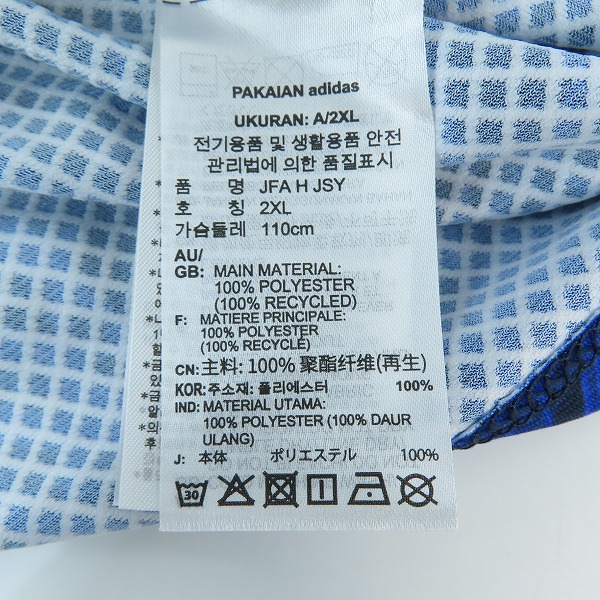 PAKAIAN adidas
UKURAN: A/2XL
전기용품 및 생활용품 안전
관리법에 의한 품질표시
품 명 JFA H JSY
호 칭 2XL
가슴둘레 110cm
AU/
GB: MAIN MATERIAL:
100% POLYESTER
(100% RECYCLED)
F: MATIERE PRINCIPALE:
100% POLYESTER
(100% RECYCLÉ)
CN: 主料: 100% 聚酯纤维(再生)
KOR: 주소재: 폴리에스터 100%
IND: MATERIAL UTAMA:
100% POLYESTER (100% DAUR
ULANG)
J: 本体 ポリエステル 100%
30